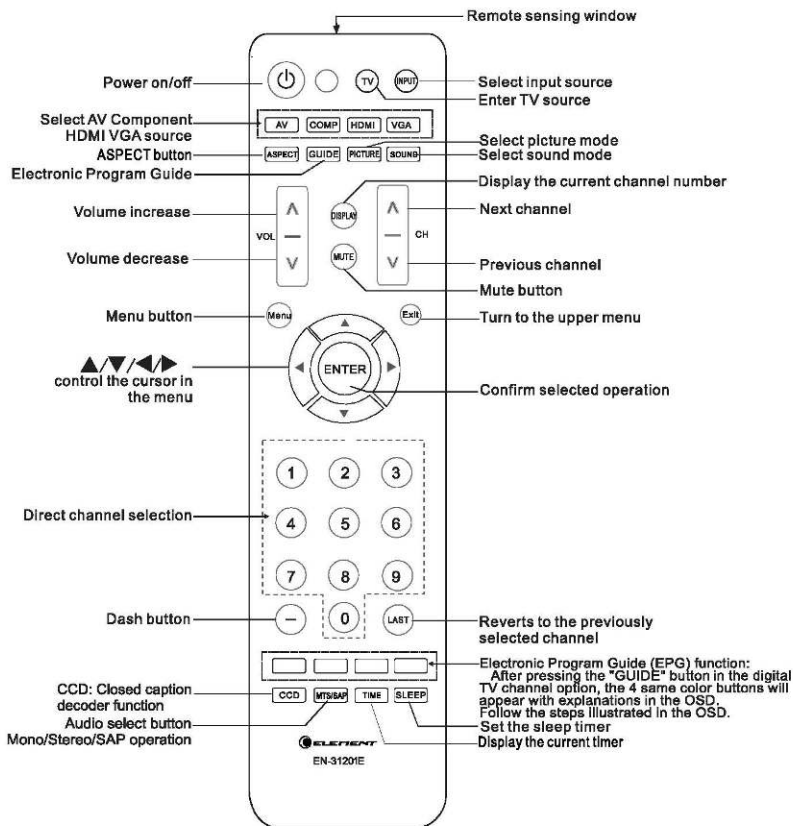 Remote sensing window
Power on/off
TV
INPUT
Select input source
Enter TV source
Select AV Component
HDMI VGA source
AV COMP HDMI VGA
ASPECT button
ASPECT GUIDE PICTURE SOUND
Select picture mode
Select sound mode
Electronic Program Guide
Display the current channel number
Volume increase
DISPLAY
Next channel
VOL
CH
Volume decrease
MUTE
Previous channel
Mute button
Menu button
Menu
Exit
Turn to the upper menu
▲/▼/◀/▶
control the cursor in
the menu
ENTER
Confirm selected operation
1 2 3
Direct channel selection
4 5 6
7 8 9
Dash button
– 0 LAST
Reverts to the previously
selected channel
Electronic Program Guide (EPG) function:
After pressing the "GUIDE" button in the digital
TV channel option, the 4 same color buttons will
appear with explanations in the OSD.
Follow the steps illustrated in the OSD.
CCD: Closed caption
decoder function
CCD MTS/SAP TIME SLEEP
Audio select button
Mono/Stereo/SAP operation
Set the sleep timer
Display the current timer
ELEMENT
EN-31201E